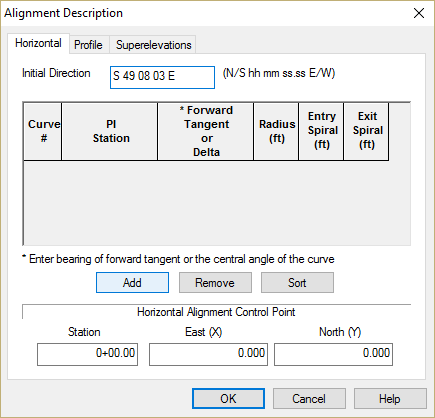 Alignment Description
Horizontal Profile Superelevations
Initial Direction S 49 08 03 E (N/S hh mm ss.ss E/W)
Curve # PI Station * Forward Tangent or Delta Radius (ft) Entry Spiral (ft) Exit Spiral (ft)
* Enter bearing of forward tangent or the central angle of the curve
Add Remove Sort
Horizontal Alignment Control Point
Station East (X) North (Y)
0+00.00 0.000 0.000
OK Cancel Help